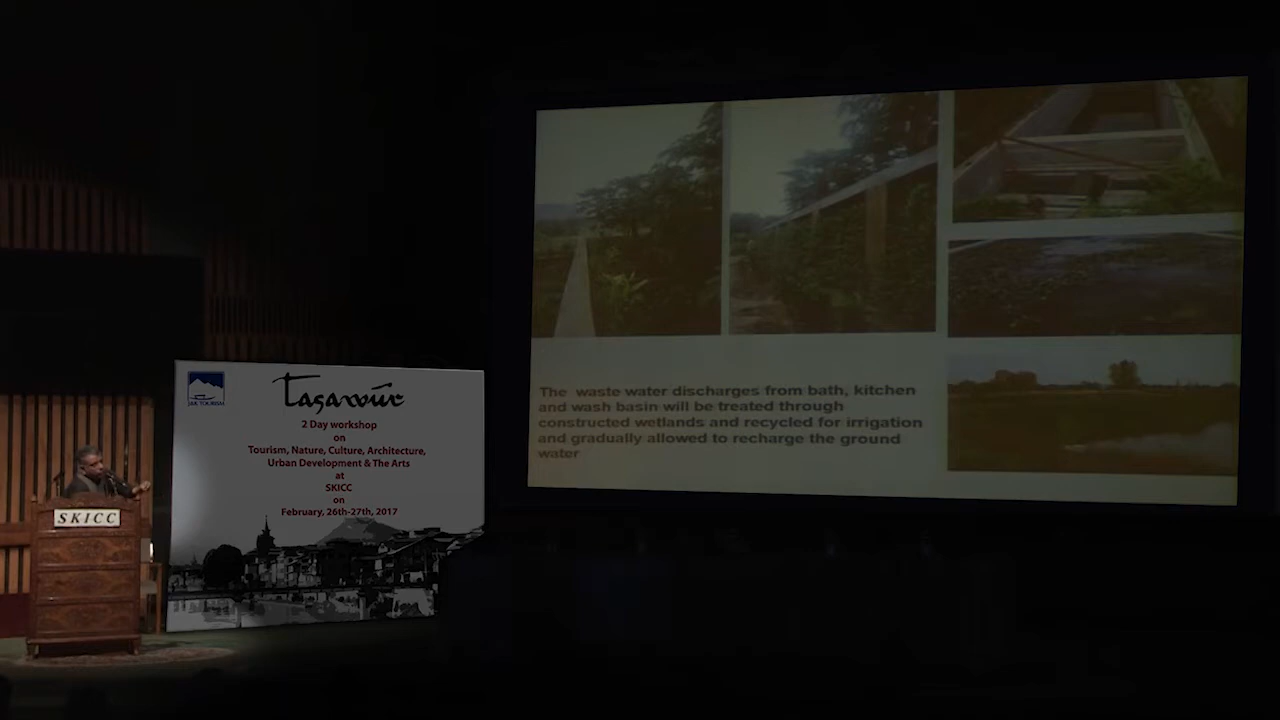 The waste water discharges from bath, kitchen
and wash basin will be treated through
constructed wetlands and recycled for irrigation
and gradually allowed to recharge the ground
water
J&K TOURISM
Tasavvur
2 Day workshop
on
Tourism, Nature, Culture, Architecture,
Urban Development & The Arts
at
SKICC
on
February, 26th-27th, 2017
SKICC